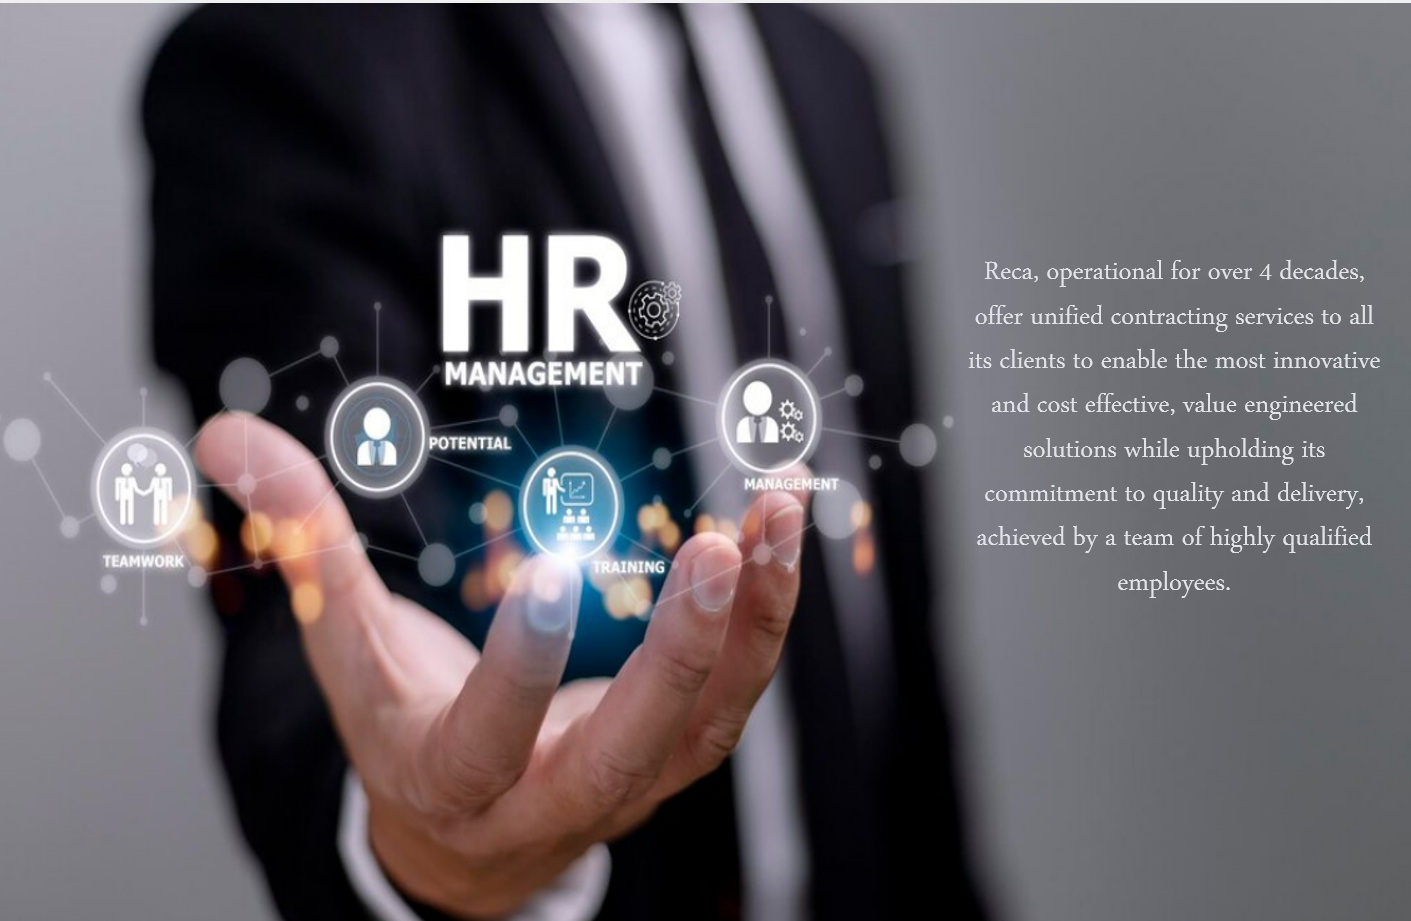 HR
MANAGEMENT
POTENTIAL
MANAGEMENT
TEAMWORK
TRAINING
Reca, operational for over 4 decades,
offer unified contracting services to all
its clients to enable the most innovative
and cost effective, value engineered
solutions while upholding its
commitment to quality and delivery,
achieved by a team of highly qualified
employees.